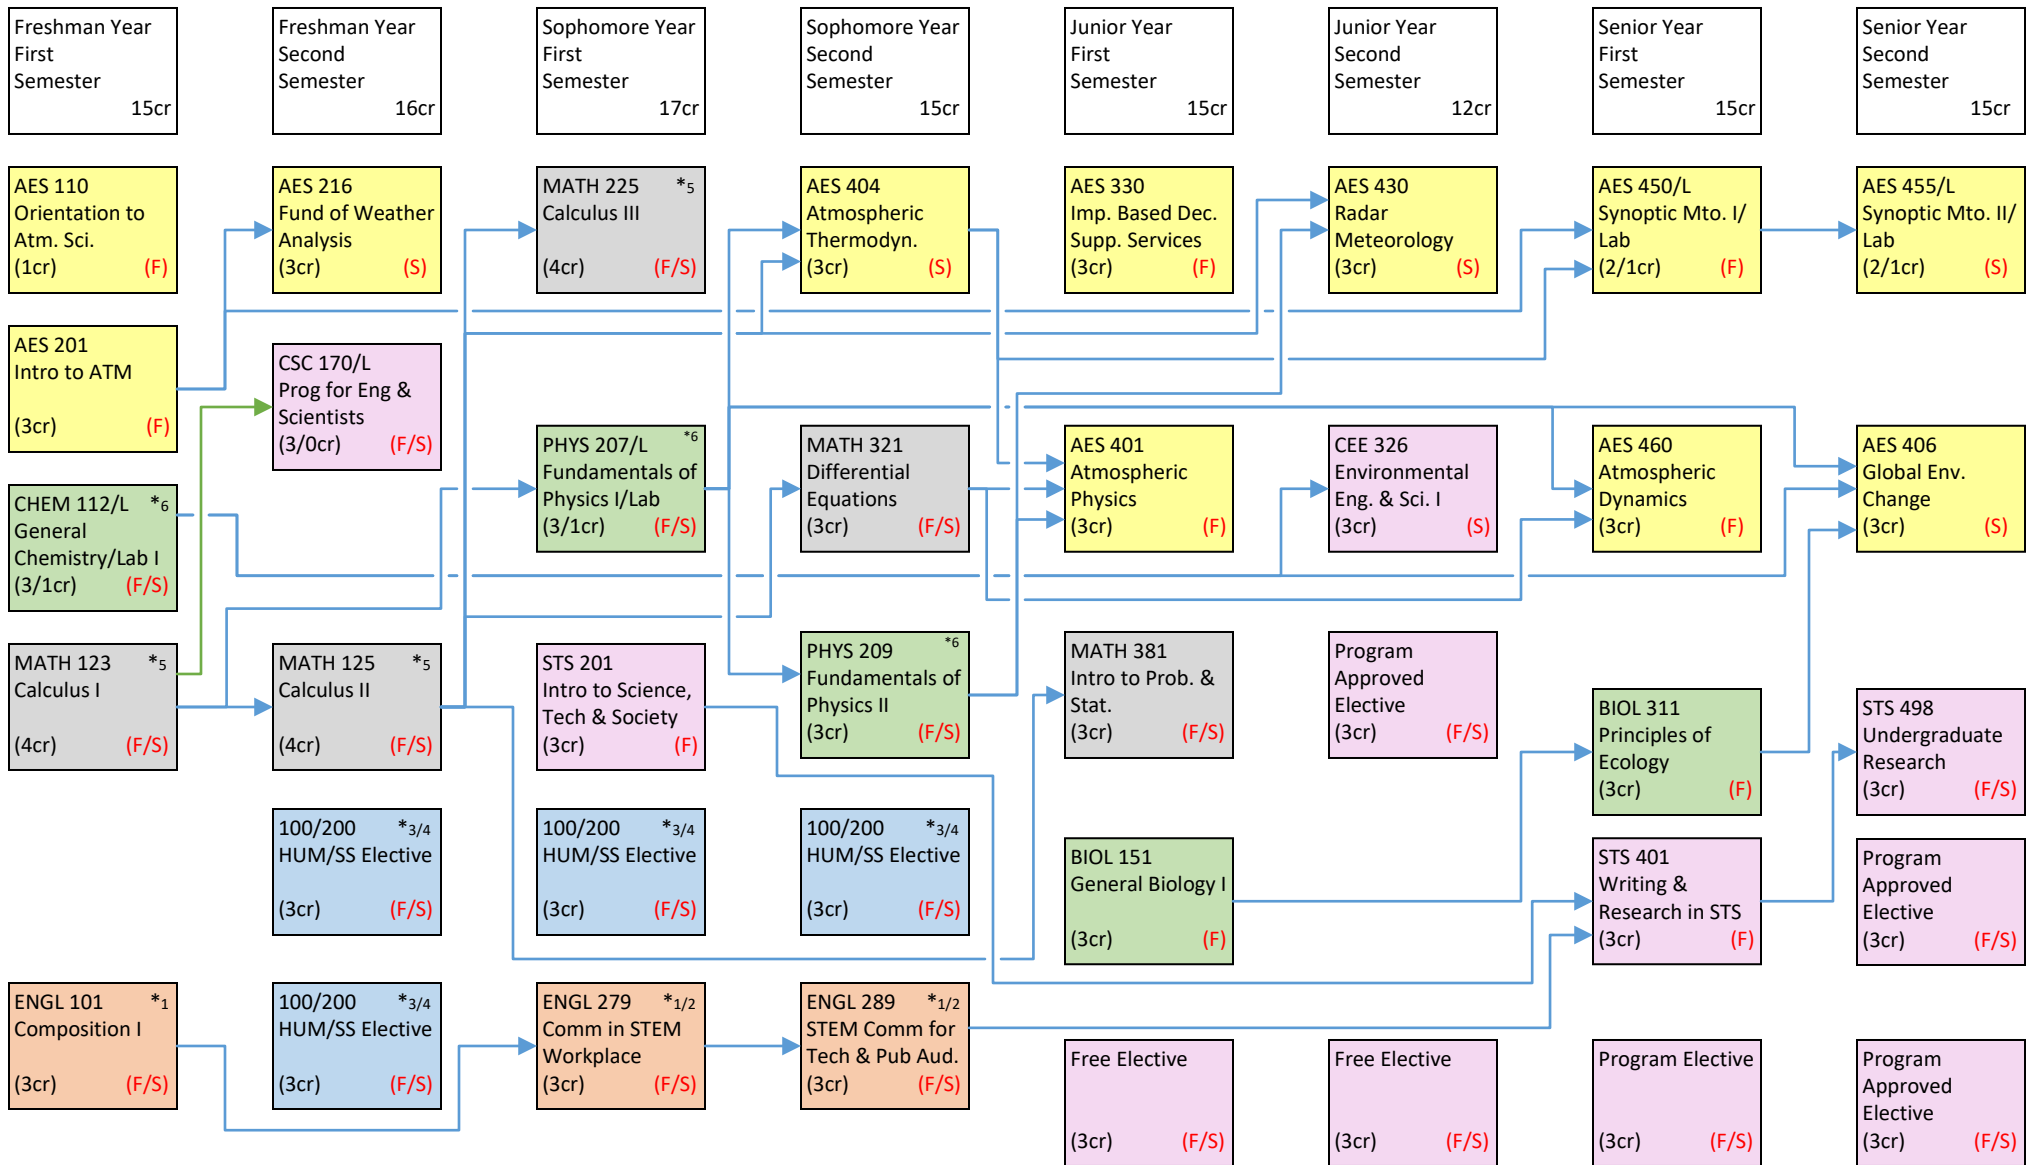 Freshman Year
First
Semester
15cr
Freshman Year
Second
Semester
16cr
Sophomore Year
First
Semester
17cr
Sophomore Year
Second
Semester
15cr
Junior Year
First
Semester
15cr
Junior Year
Second
Semester
12cr
Senior Year
First
Semester
15cr
Senior Year
Second
Semester
15cr
AES 110
Orientation to
Atm. Sci.
(1cr) (F)
AES 216
Fund of Weather
Analysis
(3cr) (S)
MATH 225 *5
Calculus III
(4cr) (F/S)
AES 404
Atmospheric
Thermodyn.
(3cr) (S)
AES 330
Imp. Based Dec.
Supp. Services
(3cr) (F)
AES 430
Radar
Meteorology
(3cr) (S)
AES 450/L
Synoptic Mto. I/
Lab
(2/1cr) (F)
AES 455/L
Synoptic Mto. II/
Lab
(2/1cr) (S)
AES 201
Intro to ATM
(3cr) (F)
CSC 170/L
Prog for Eng &
Scientists
(3/0cr) (F/S)
PHYS 207/L *6
Fundamentals of
Physics I/Lab
(3/1cr) (F/S)
MATH 321
Differential
Equations
(3cr) (F/S)
AES 401
Atmospheric
Physics
(3cr) (F)
CEE 326
Environmental
Eng. & Sci. I
(3cr) (S)
AES 460
Atmospheric
Dynamics
(3cr) (F)
AES 406
Global Env.
Change
(3cr) (S)
CHEM 112/L *6
General
Chemistry/Lab I
(3/1cr) (F/S)
MATH 123 *5
Calculus I
(4cr) (F/S)
MATH 125 *5
Calculus II
(4cr) (F/S)
STS 201
Intro to Science,
Tech & Society
(3cr) (F)
PHYS 209 *6
Fundamentals of
Physics II
(3cr) (F/S)
MATH 381
Intro to Prob. &
Stat.
(3cr) (F/S)
Program
Approved
Elective
(3cr) (F/S)
BIOL 311
Principles of
Ecology
(3cr) (F)
STS 498
Undergraduate
Research
(3cr) (F/S)
100/200 *3/4
HUM/SS Elective
(3cr) (F/S)
100/200 *3/4
HUM/SS Elective
(3cr) (F/S)
100/200 *3/4
HUM/SS Elective
(3cr) (F/S)
BIOL 151
General Biology I
(3cr) (F)
STS 401
Writing &
Research in STS
(3cr) (F)
Program
Approved
Elective
(3cr) (F/S)
ENGL 101 *1
Composition I
(3cr) (F/S)
100/200 *3/4
HUM/SS Elective
(3cr) (F/S)
ENGL 279 *1/2
Comm in STEM
Workplace
(3cr) (F/S)
ENGL 289 *1/2
STEM Comm for
Tech & Pub Aud.
(3cr) (F/S)
Free Elective
(3cr) (F/S)
Free Elective
(3cr) (F/S)
Program Elective
(3cr) (F/S)
Program
Approved
Elective
(3cr) (F/S)